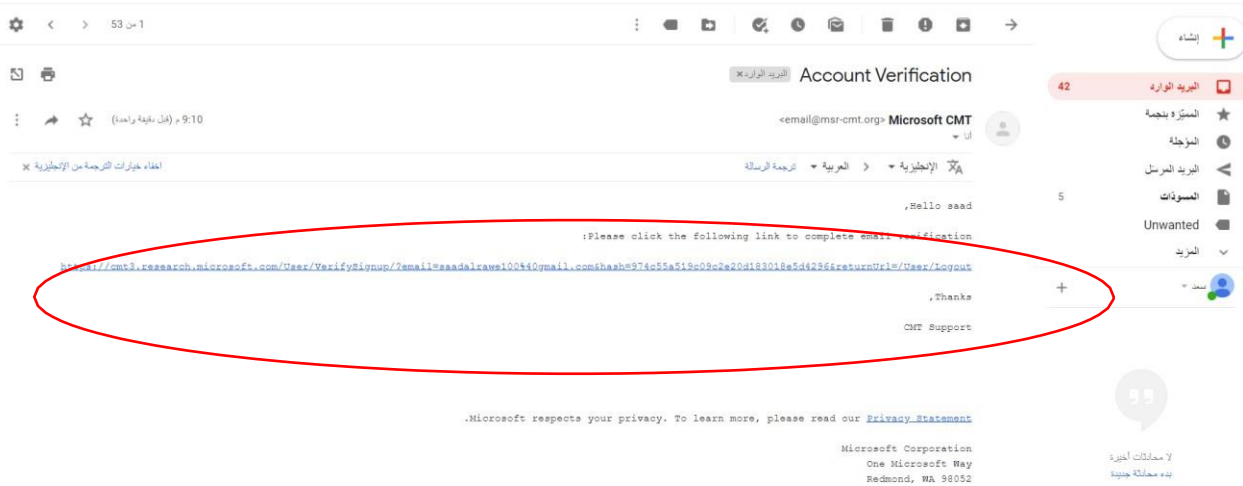 1 من 53
إنشاء
البريد الوارد 42
المميّزة بنجمة
المؤجلة
البريد المرسل
المسودّات 5
Unwanted
المزيد
سعد
Account Verification
البريد الوارد x
Microsoft CMT <email@msr-cmt.org>
أنا
9:10 م (قبل دقيقة واحدة)
الإنجليزية > العربية ترجمة الرسالة
اخفاء خيارات الترجمة من الإنجليزية x
,Hello saad
:Please click the following link to complete email verification
https://cmt3.research.microsoft.com/User/VerifySignup/?email=saadalrawe100%40gmail.com&hash=974c55a519c09c2e20d183018e5d4296&returnUrl=/User/Logout
,Thanks
CMT Support
.Microsoft respects your privacy. To learn more, please read our Privacy Statement
Microsoft Corporation
One Microsoft Way
Redmond, WA 98052
لا محادثات أخيرة
بدء محادثة جديدة